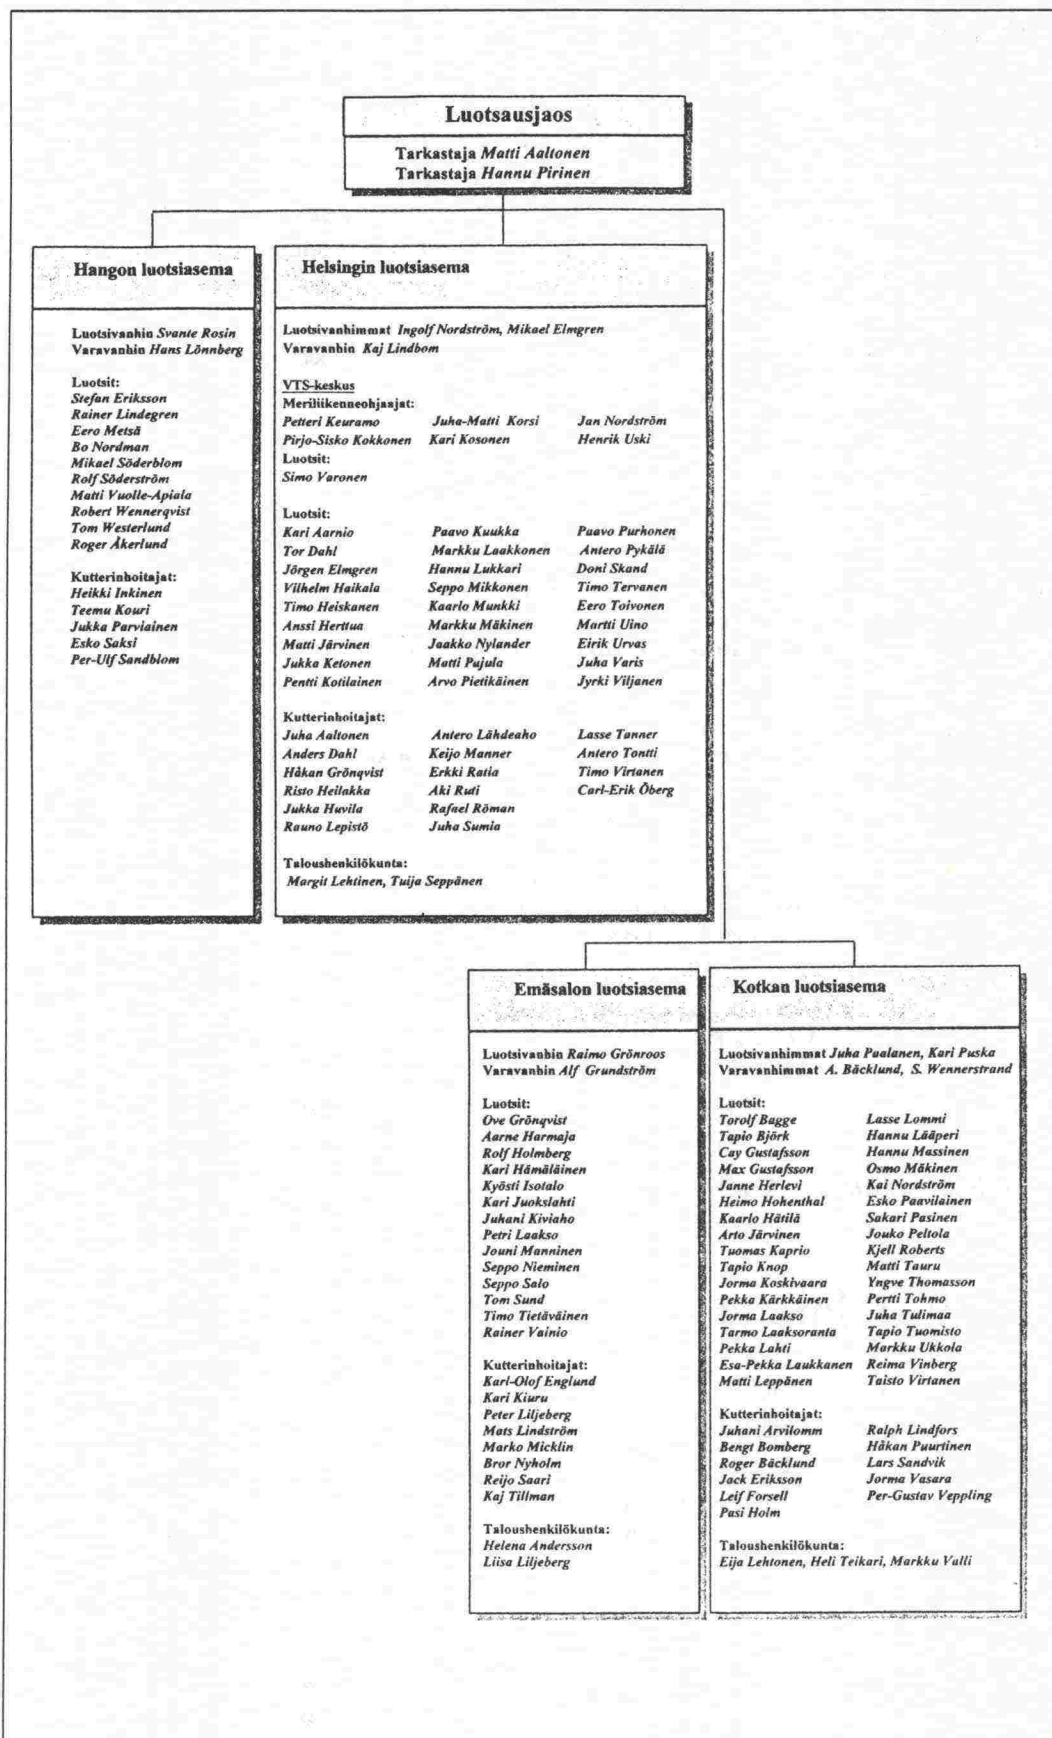 Luotsausjaos
Tarkastaja Matti Aaltonen
Tarkastaja Hannu Pirinen
Hangon luotsiasema
Luotsivanhin Svante Rosin
Varavanhin Hans Lönnberg
Luotsit:
Stefan Eriksson
Rainer Lindegren
Eero Metsä
Bo Nordman
Mikael Söderblom
Rolf Söderström
Matti Vuolle-Apiala
Robert Wennerqvist
Tom Westerlund
Roger Åkerlund
Kutterinhoitajat:
Heikki Inkinen
Teemu Kouri
Jukka Parviainen
Esko Saksi
Per-Ulf Sandblom
Helsingin luotsiasema
Luotsivanhimmat Ingolf Nordström, Mikael Elmgren
Varavanhin Kaj Lindbom
VTS-keskus
Meriliikenneohjaajat:
Petteri Keuramo Juha-Matti Korsi Jan Nordström
Pirjo-Sisko Kokkonen Kari Kosonen Henrik Uski
Luotsit:
Simo Varonen
Luotsit:
Kari Aarnio Paavo Kuukka Paavo Purhonen
Tor Dahl Markku Laakkonen Antero Pykälä
Jörgen Elmgren Hannu Lukkari Doni Skand
Vilhelm Haikala Seppo Mikkonen Timo Tervanen
Timo Heiskanen Kaarlo Munkki Eero Toivonen
Anssi Herttua Markku Mäkinen Martti Uino
Matti Järvinen Jaakko Nylander Eirik Urvas
Jukka Ketonen Matti Pajula Juha Varis
Pentti Kotilainen Arvo Pietikäinen Jyrki Viljanen
Kutterinhoitajat:
Juha Aaltonen Antero Lähdeaho Lasse Tanner
Anders Dahl Keijo Manner Antero Tontti
Håkan Grönqvist Erkki Ratia Timo Virtanen
Risto Heilakka Aki Ruti Carl-Erik Öberg
Jukka Huvila Rafael Röman
Rauno Lepistö Juha Sumia
Taloushenkilökunta:
Margit Lehtinen, Tuija Seppänen
Emäsalon luotsiasema
Luotsivanhin Raimo Grönroos
Varavanhin Alf Grundström
Luotsit:
Ove Grönqvist
Aarne Harmaja
Rolf Holmberg
Kari Hämäläinen
Kyösti Isotalo
Kari Juokslahti
Juhani Kiviaho
Petri Laakso
Jouni Manninen
Seppo Nieminen
Seppo Salo
Tom Sund
Timo Tietäväinen
Rainer Vainio
Kutterinhoitajat:
Karl-Olof Englund
Kari Kiuru
Peter Liljeberg
Mats Lindström
Marko Micklin
Bror Nyholm
Reijo Saari
Kaj Tillman
Taloushenkilökunta:
Helena Andersson
Liisa Liljeberg
Kotkan luotsiasema
Luotsivanhimmat Juha Paalanen, Kari Puska
Varavanhimmat A. Bäcklund, S. Wennerstrand
Luotsit:
Torolf Bagge Lasse Lommi
Tapio Björk Hannu Lääperi
Cay Gustafsson Hannu Massinen
Max Gustafsson Osmo Mäkinen
Janne Herlevi Kai Nordström
Heimo Hohenthal Esko Paavilainen
Kaarlo Hätilä Sakari Pasinen
Arto Järvinen Jouko Peltola
Tuomas Kaprio Kjell Roberts
Tapio Knop Matti Tauru
Jorma Koskivaara Yngve Thomasson
Pekka Kärkkäinen Pertti Tohmo
Jorma Laakso Juha Tulimaa
Tarmo Laaksoranta Tapio Tuomisto
Pekka Lahti Markku Ukkola
Esa-Pekka Laukkanen Reima Vinberg
Matti Leppänen Taisto Virtanen
Kutterinhoitajat:
Juhani Arvilomm Ralph Lindfors
Bengt Bomberg Håkan Puurtinen
Roger Bäcklund Lars Sandvik
Jack Eriksson Jorma Vasara
Leif Forsell Per-Gustav Veppling
Pasi Holm
Taloushenkilökunta:
Eija Lehtonen, Heli Teikari, Markku Valli